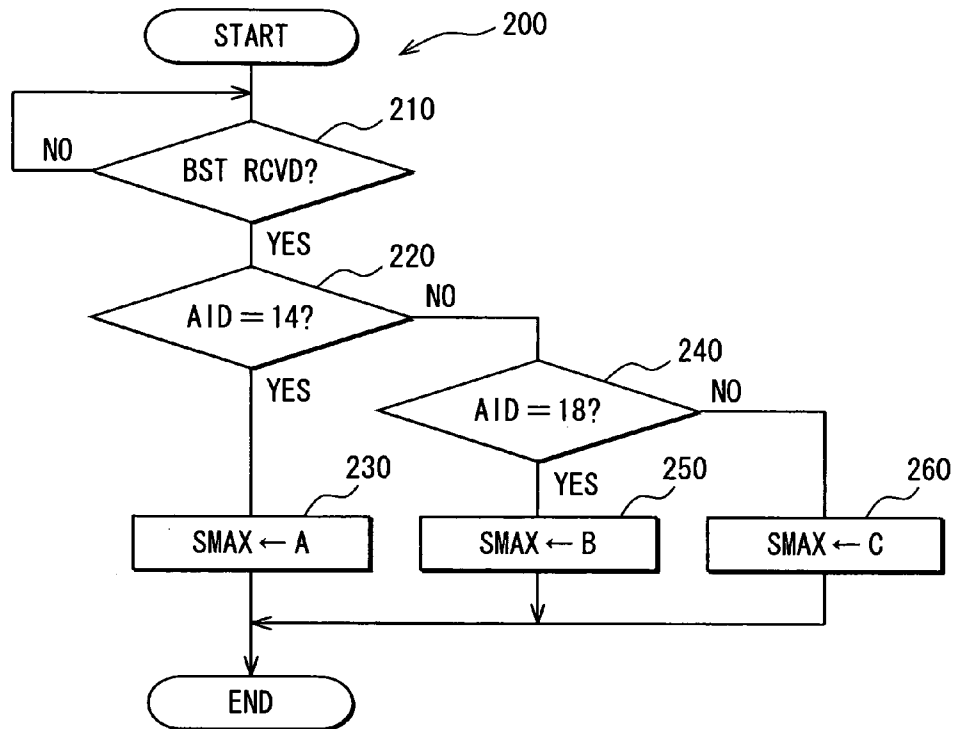 START
200
210
NO
BST RCVD?
YES
220
AID=14?
NO
YES
240
AID=18?
NO
YES
230
SMAX←A
250
SMAX←B
260
SMAX←C
END